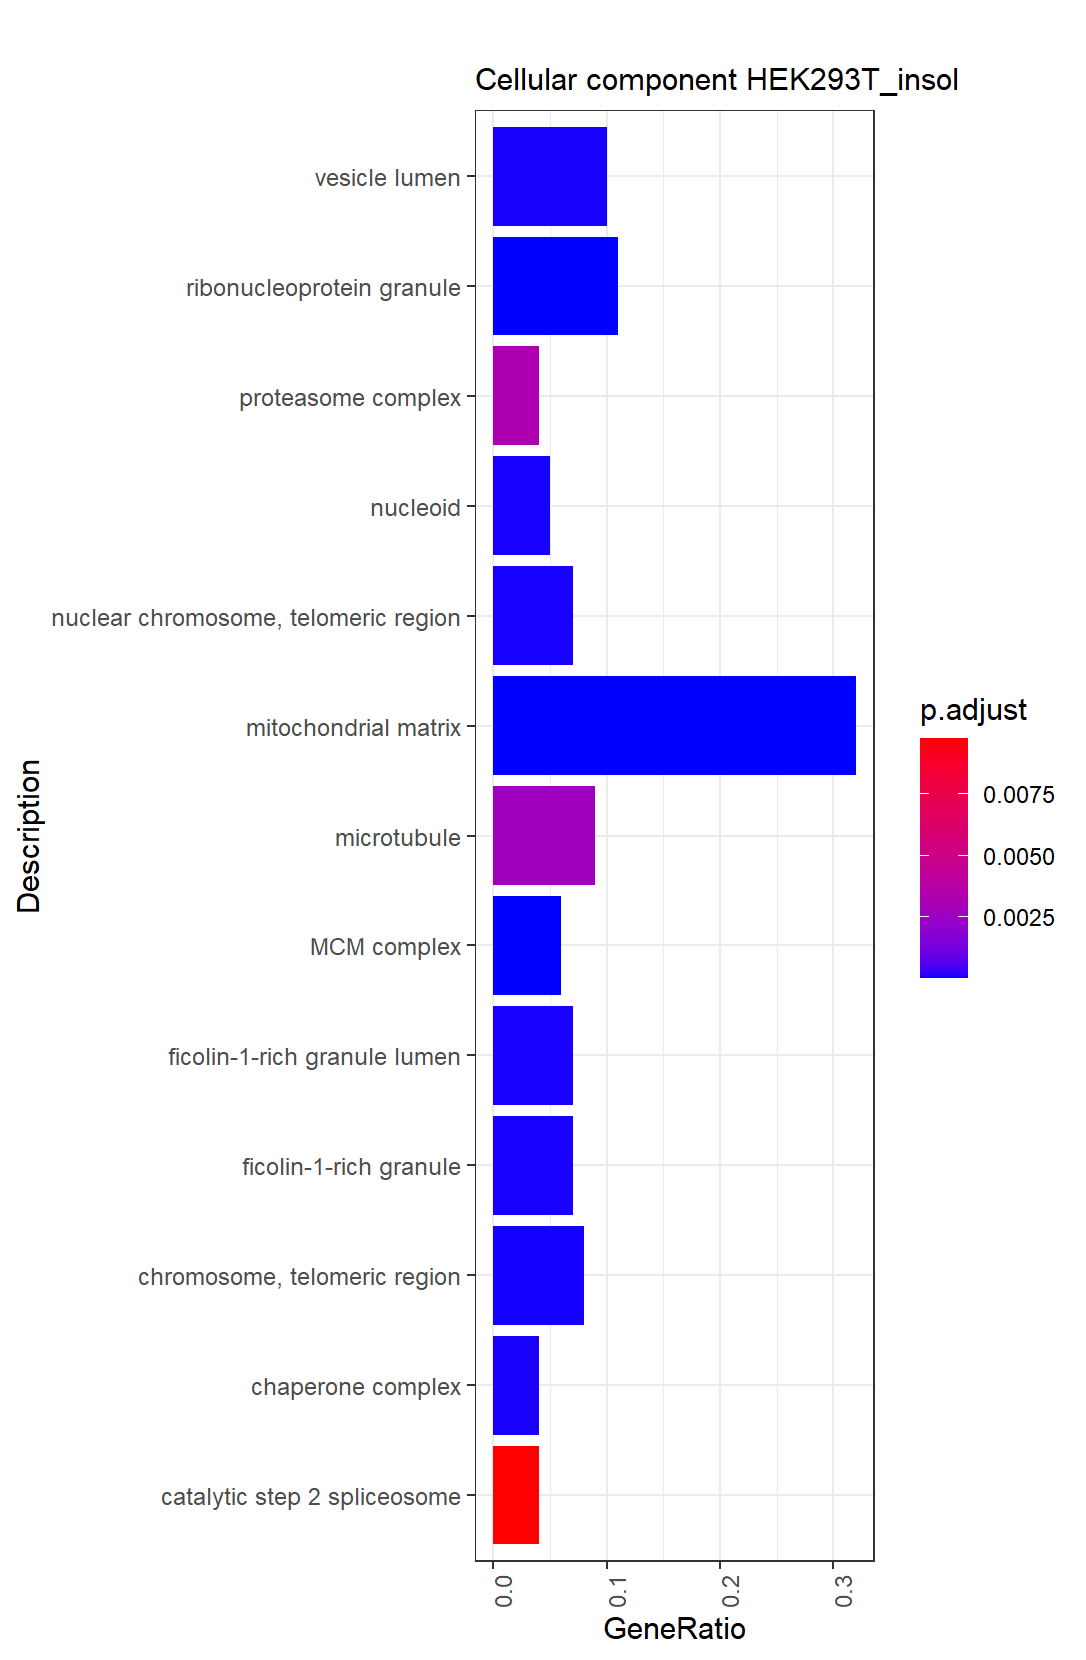 Cellular component HEK293T_insol
vesicle lumen
ribonucleoprotein granule
proteasome complex
nucleoid
nuclear chromosome, telomeric region
mitochondrial matrix
microtubule
MCM complex
ficolin-1-rich granule lumen
ficolin-1-rich granule
chromosome, telomeric region
chaperone complex
catalytic step 2 spliceosome
Description
0.0
0.1
0.2
0.3
GeneRatio
p.adjust
0.0075
0.0050
0.0025